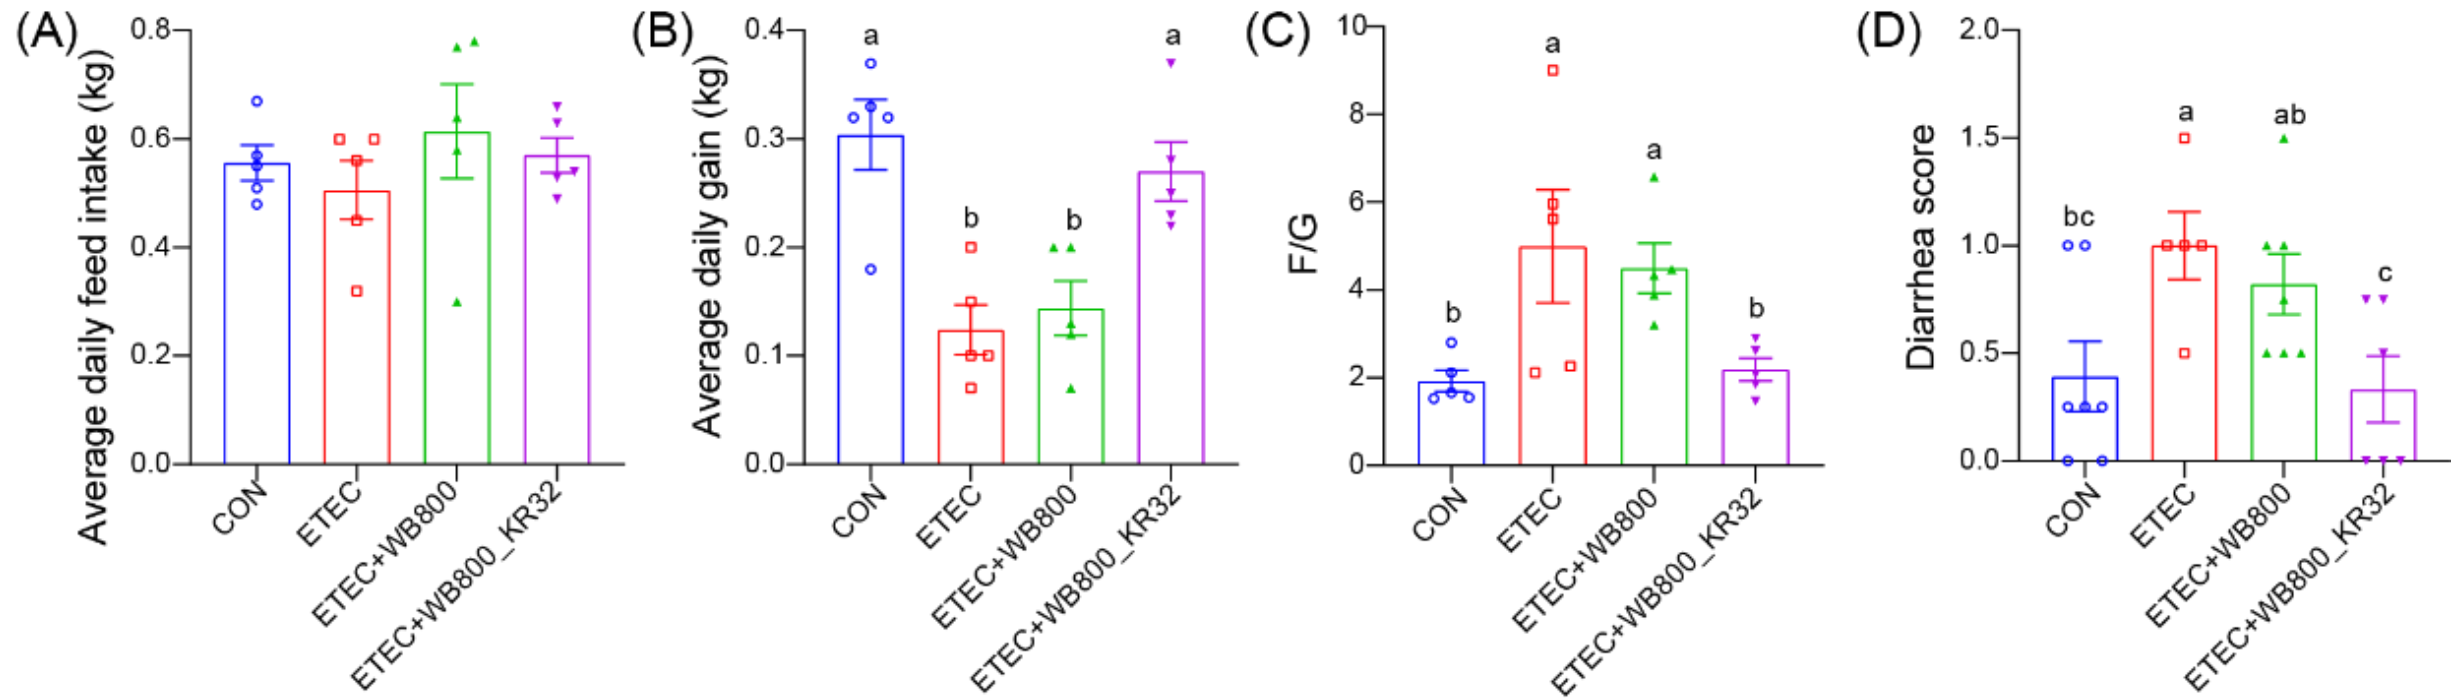 (A)
Average daily feed intake (kg)
0.8
0.6
0.4
0.2
0.0
CON
ETEC
ETEC+WB800
ETEC+WB800_KR32
(B)
Average daily gain (kg)
0.4
0.3
0.2
0.1
0.0
a
b
b
a
CON
ETEC
ETEC+WB800
ETEC+WB800_KR32
(C)
F/G
10
8
6
4
2
0
b
a
a
b
CON
ETEC
ETEC+WB800
ETEC+WB800_KR32
(D)
Diarrhea score
2.0
1.5
1.0
0.5
0.0
bc
a
ab
c
CON
ETEC
ETEC+WB800
ETEC+WB800_KR32